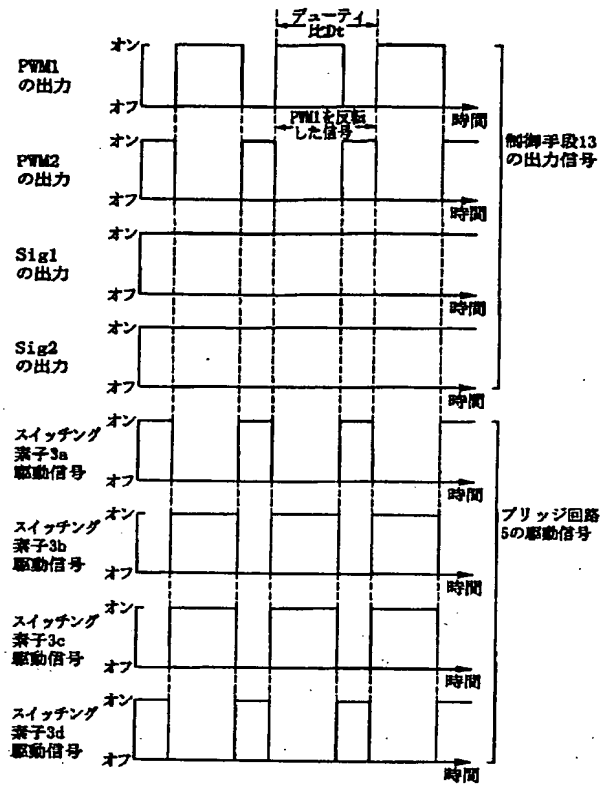 デューティ
比Dt
オン
PWM1
の出力
オフ
時間
PWM1を反転
した信号
オン
PWM2
の出力
オフ
時間
制御手段13
の出力信号
オン
Sig1
の出力
オフ
時間
オン
Sig2
の出力
オフ
時間
オン
スイッチング
素子3a
駆動信号
オフ
時間
オン
スイッチング
素子3b
駆動信号
オフ
時間
ブリッジ回路
5の駆動信号
オン
スイッチング
素子3c
駆動信号
オフ
時間
オン
スイッチング
素子3d
駆動信号
オフ
時間